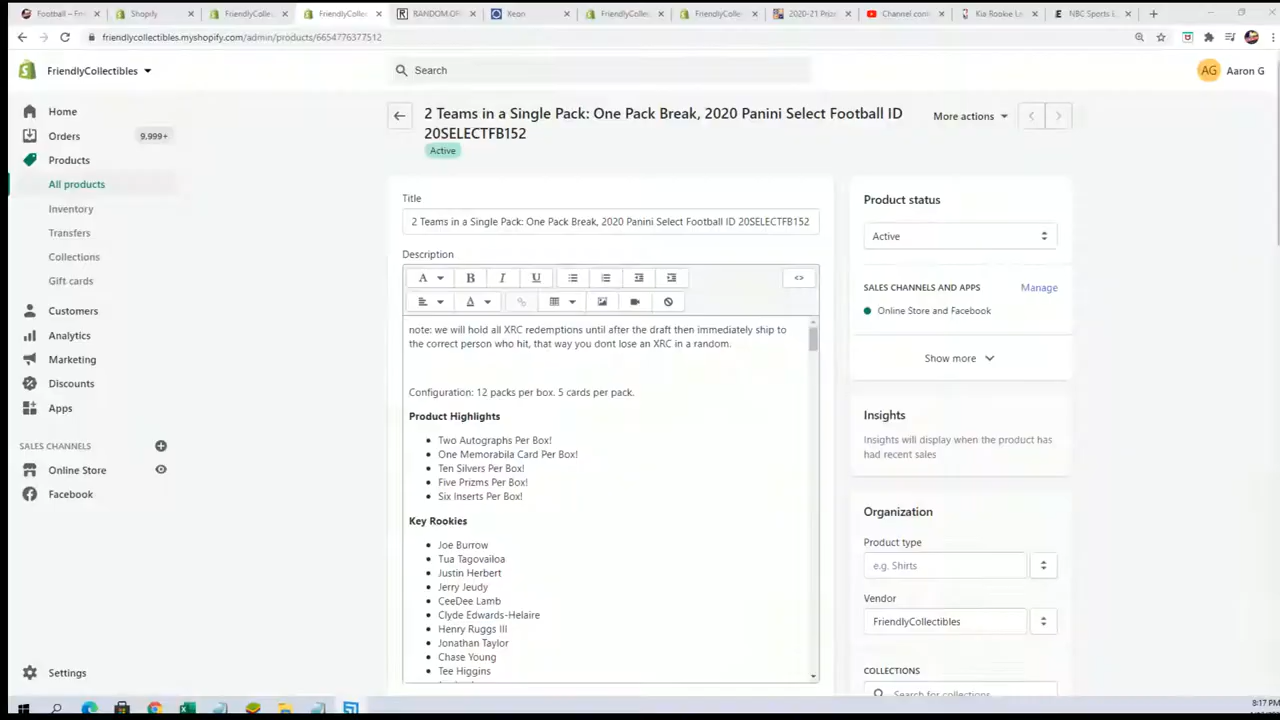 Football – Fri
Shopify
FriendlyCollec
FriendlyCollec
RANDOM.OR
Xeon
FriendlyCollec
FriendlyCollec
2020-21 Priz
Channel cont
Kia Rookie La
NBC Sports E
friendlycollectibles.myshopify.com/admin/products/6654776377512
FriendlyCollectibles
Search
AG
Aaron G
Home
Orders
9,999+
Products
All products
Inventory
Transfers
Collections
Gift cards
Customers
Analytics
Marketing
Discounts
Apps
SALES CHANNELS
Online Store
Facebook
Settings
2 Teams in a Single Pack: One Pack Break, 2020 Panini Select Football ID
20SELECTFB152
Active
More actions
Title
2 Teams in a Single Pack: One Pack Break, 2020 Panini Select Football ID 20SELECTFB152
Description
A
B
I
U
<>
A
note: we will hold all XRC redemptions until after the draft then immediately ship to
the correct person who hit, that way you dont lose an XRC in a random.
Configuration: 12 packs per box. 5 cards per pack.
Product Highlights
Two Autographs Per Box!
One Memorabila Card Per Box!
Ten Silvers Per Box!
Five Prizms Per Box!
Six Inserts Per Box!
Key Rookies
Joe Burrow
Tua Tagovailoa
Justin Herbert
Jerry Jeudy
CeeDee Lamb
Clyde Edwards-Helaire
Henry Ruggs III
Jonathan Taylor
Chase Young
Tee Higgins
Product status
Active
SALES CHANNELS AND APPS
Manage
Online Store and Facebook
Show more
Insights
Insights will display when the product has
had recent sales
Organization
Product type
e.g. Shirts
Vendor
FriendlyCollectibles
COLLECTIONS
Search for collections
8:17 PM